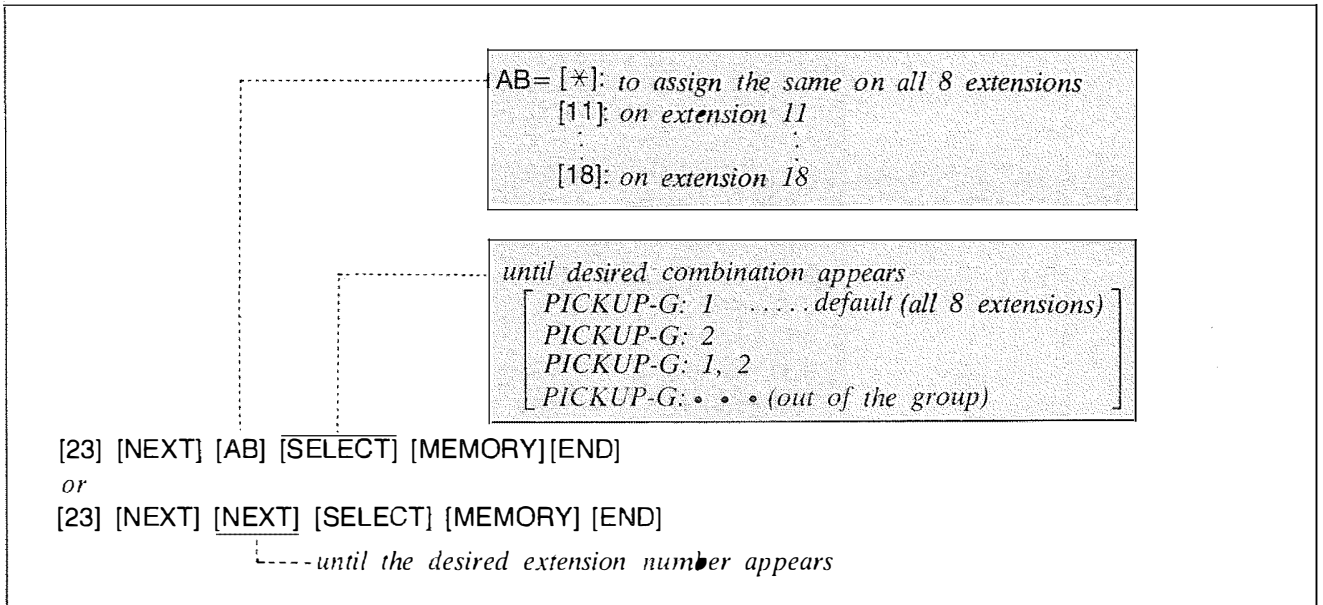 AB= [*]: to assign the same on all 8 extensions
[11]: on extension 11
[18]: on extension 18
until desired combination appears
PICKUP-G: 1 .....default (all 8 extensions)
PICKUP-G: 2
PICKUP-G: 1, 2
PICKUP-G: • • • (out of the group)
[23] [NEXT] [AB] [SELECT] [MEMORY] [END]
or
[23] [NEXT] [NEXT] [SELECT] [MEMORY] [END]
until the desired extension number appears